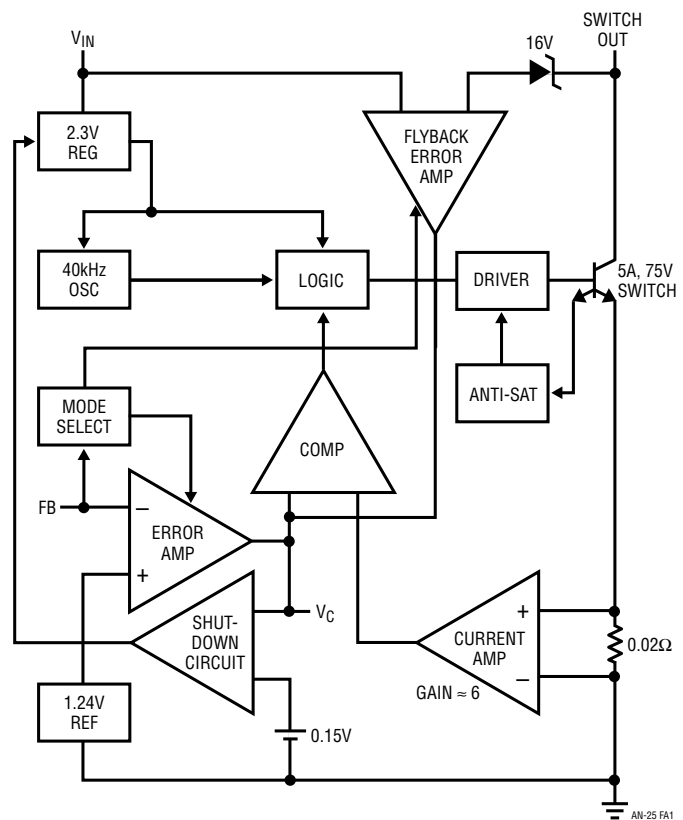 SWITCH
OUT
V_IN
16V
2.3V
REG
FLYBACK
ERROR
AMP
40kHz
OSC
LOGIC
DRIVER
5A, 75V
SWITCH
MODE
SELECT
ANTI-SAT
COMP
FB
–
ERROR
AMP
+
V_C
SHUT-
DOWN
CIRCUIT
+
CURRENT
AMP
–
0.02Ω
GAIN ≈ 6
1.24V
REF
0.15V
AN-25 FA1